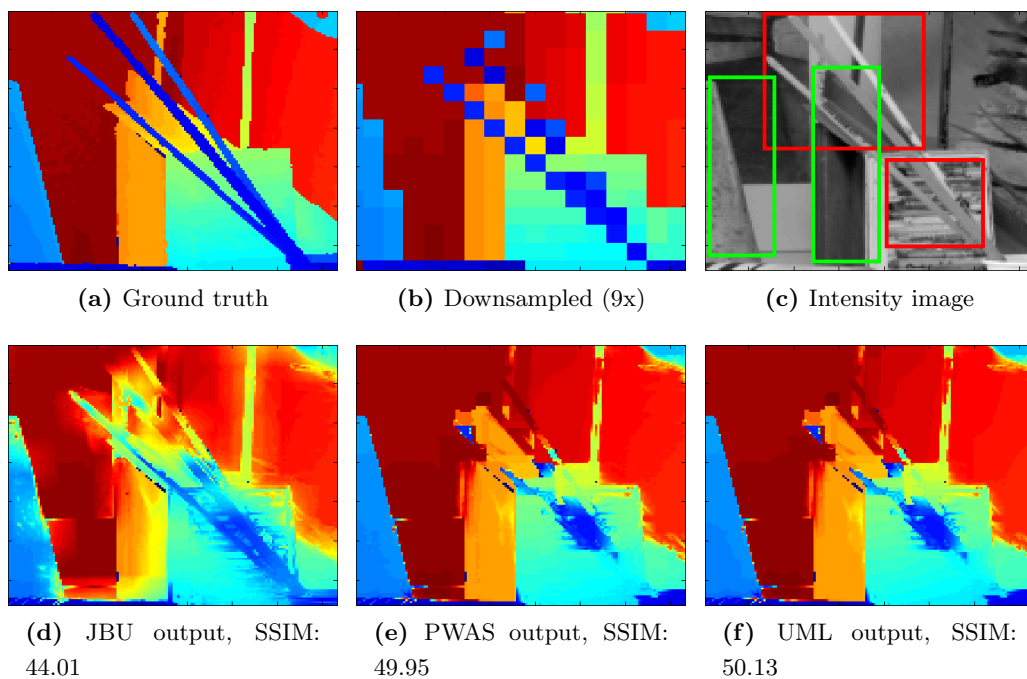 (a) Ground truth
(b) Downsampled (9x)
(c) Intensity image
(d) JBU output, SSIM:
44.01
(e) PWAS output, SSIM:
49.95
(f) UML output, SSIM:
50.13